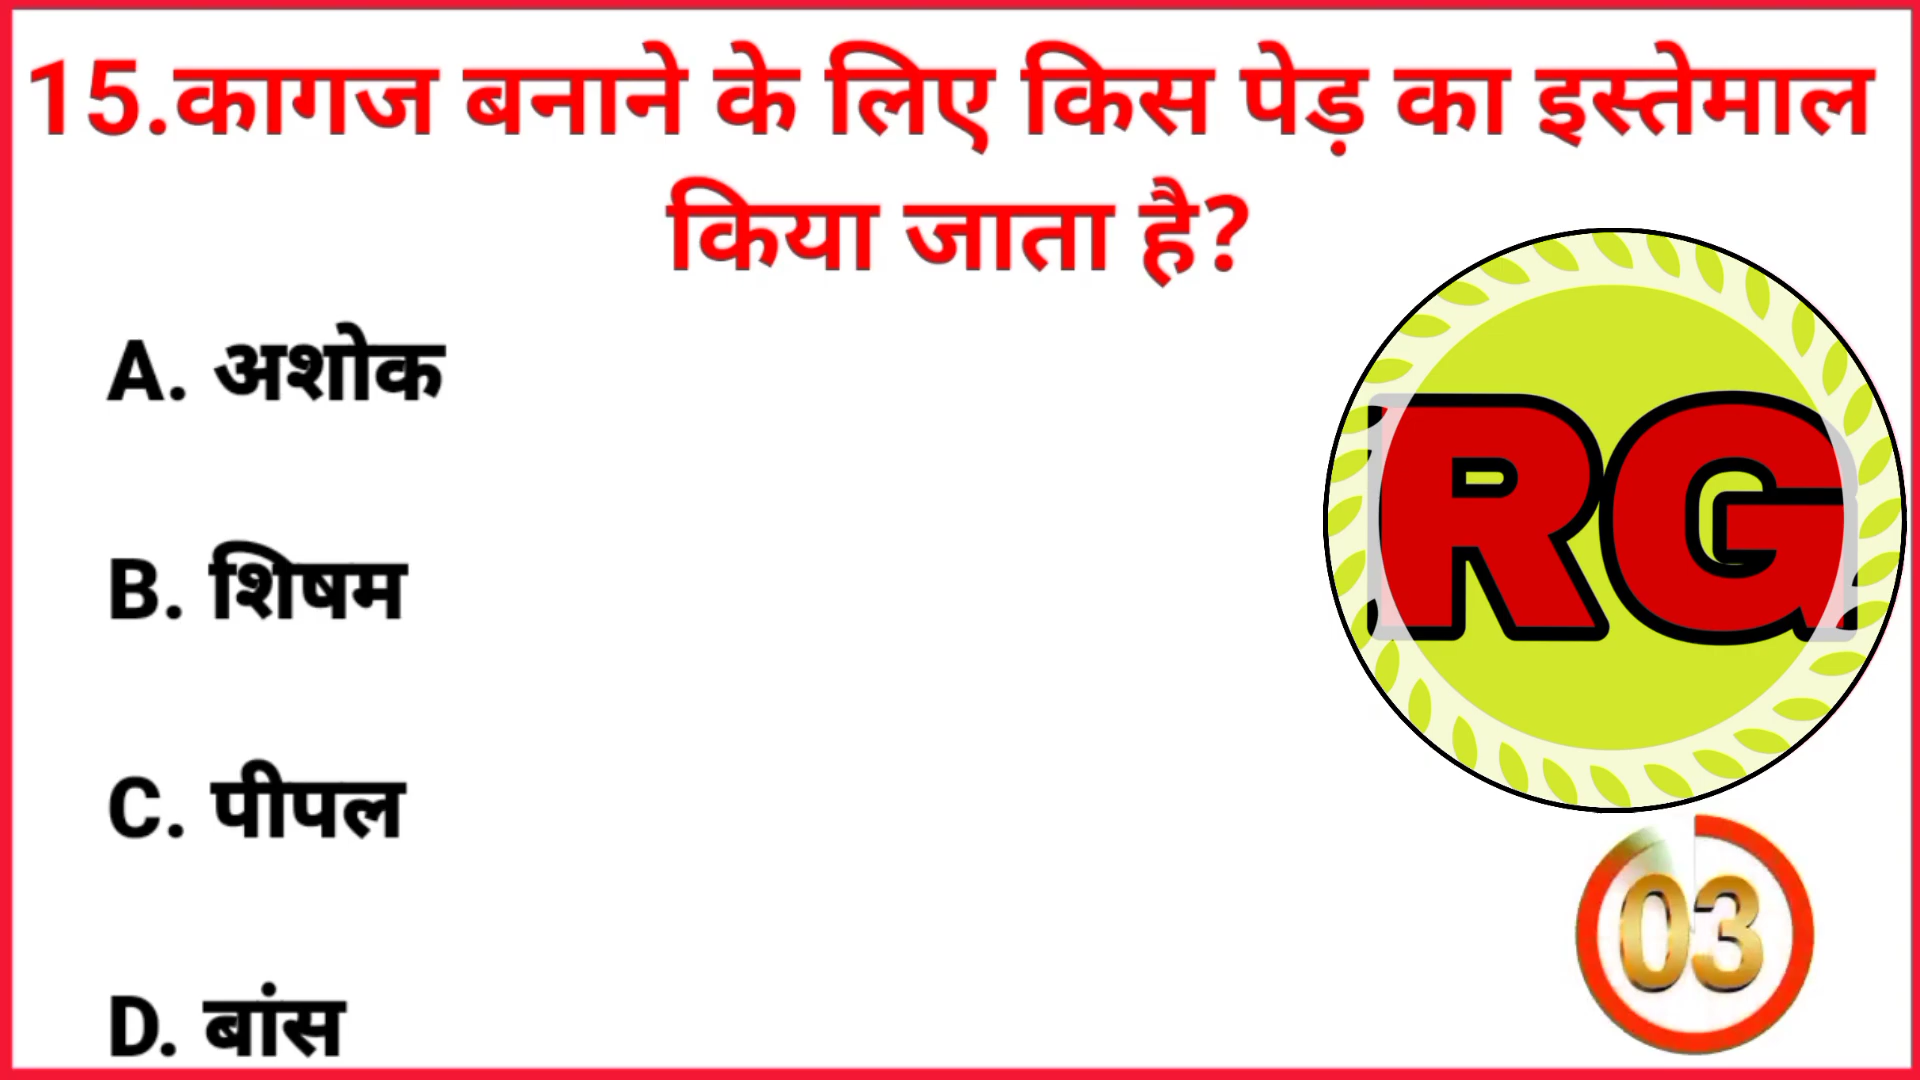 15.कागज बनाने के लिए किस पेड़ का इस्तेमाल
किया जाता है?
A. अशोक
B. शिषम
C. पीपल
D. बांस
RG
03